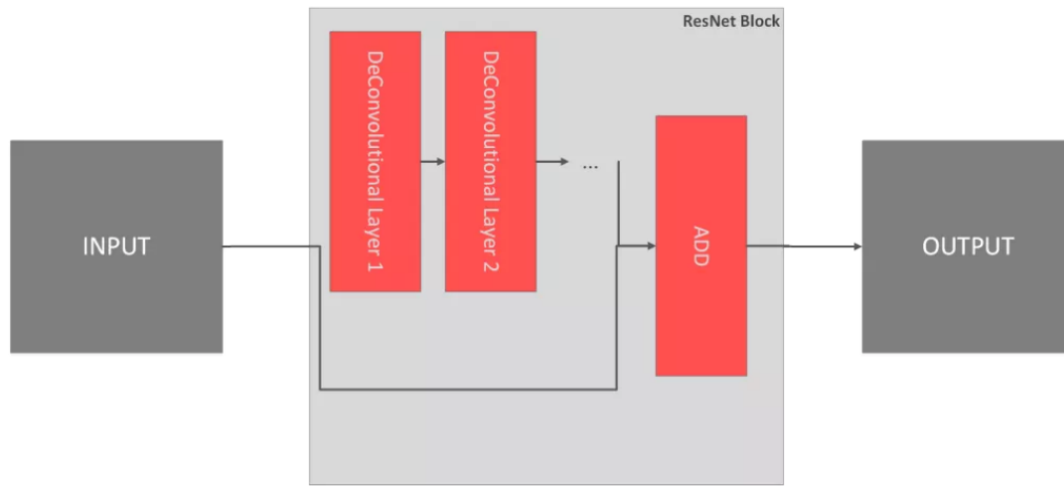 ResNet Block
INPUT
DeConvolutional Layer 1
DeConvolutional Layer 2
...
ADD
OUTPUT